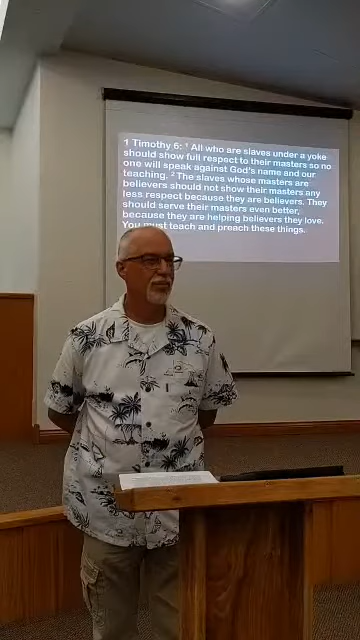 1 Timothy 6: ¹ All who are slaves under a yoke
should show full respect to their masters so no
one will speak against God's name and our
teaching. ² The slaves whose masters are
believers should not show their masters any
less respect because they are believers. They
should serve their masters even better,
because they are helping believers they love.
You must teach and preach these things.